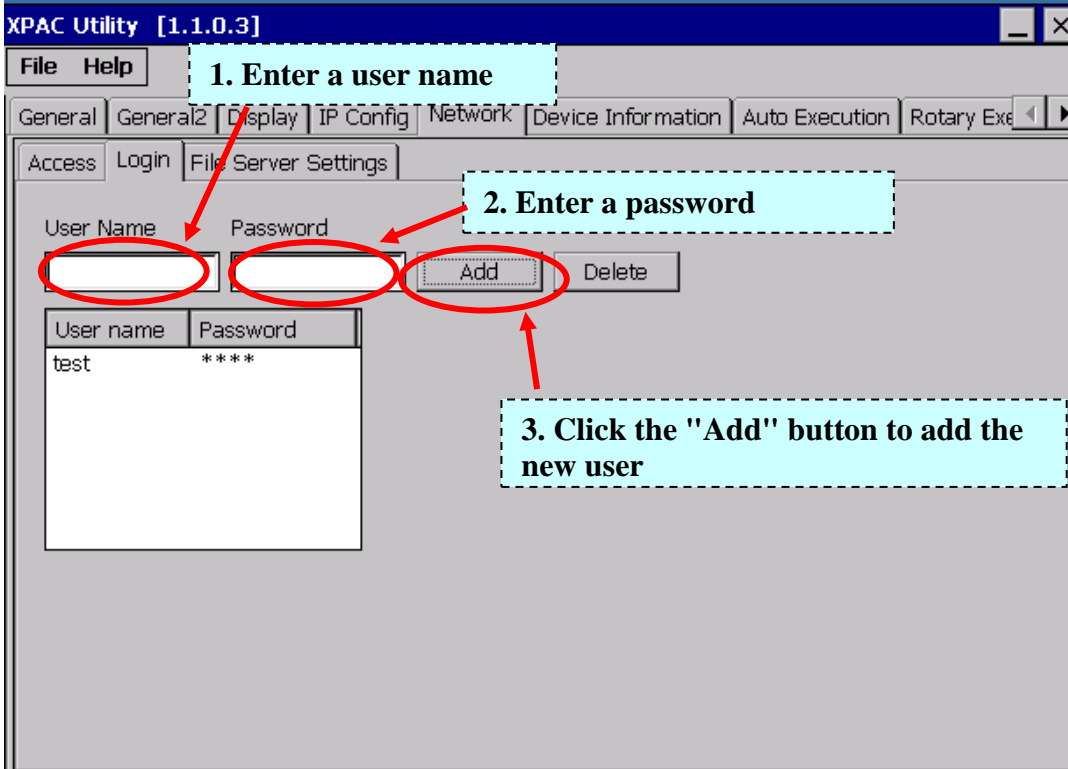 XPAC Utility [1.1.0.3]
File Help
1. Enter a user name
General General2 Display IP Config Network Device Information Auto Execution Rotary Exe
Access Login File Server Settings
2. Enter a password
User Name Password
Add Delete
User name Password
test ****
3. Click the "Add" button to add the
new user